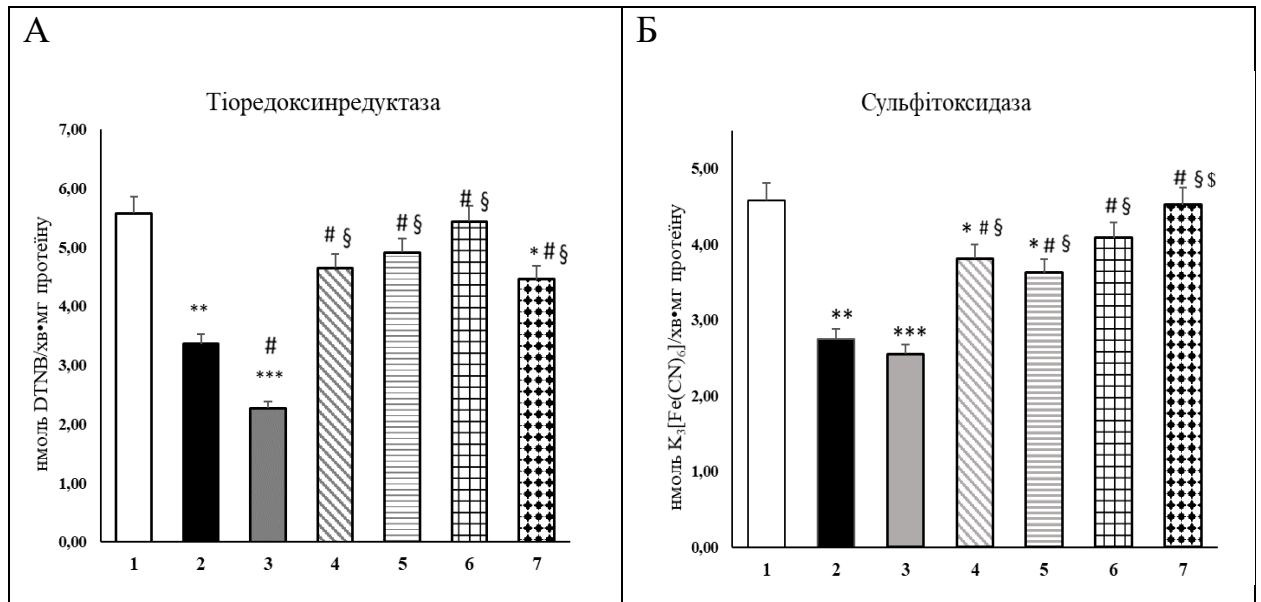 А
Тіоредоксинредуктаза
нмоль DTNB/хв•мг протеїну
7,00
6,00
5,00
4,00
3,00
2,00
1,00
0,00
**
#
***
# §
# §
# §
* # §
1 2 3 4 5 6 7
Б
Сульфітоксидаза
нмоль K₃[Fe(CN)₆]/хв•мг протеїну
5,00
4,00
3,00
2,00
1,00
0,00
**
***
* # §
* # §
# §
# § $
1 2 3 4 5 6 7